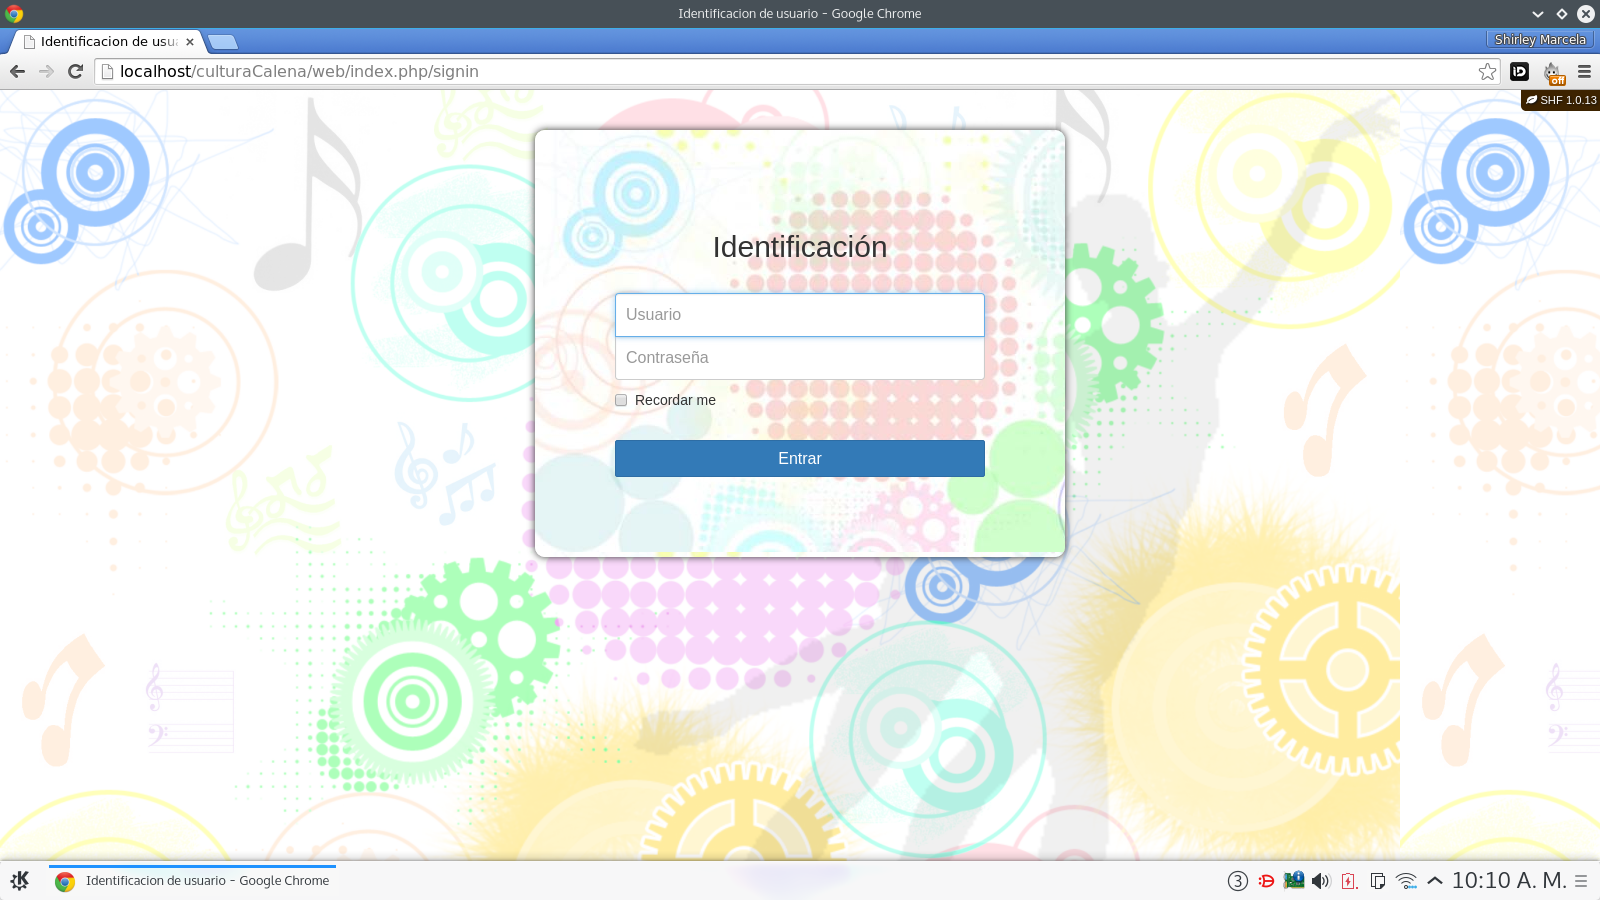 Identificacion de usuario - Google Chrome
Identificacion de usu
Shirley Marcela
localhost/culturaCalena/web/index.php/signin
iD
off
SHF 1.0.13
Identificación
Usuario
Contraseña
Recordar me
Entrar
Identificacion de usuario - Google Chrome
3
10:10 A. M.